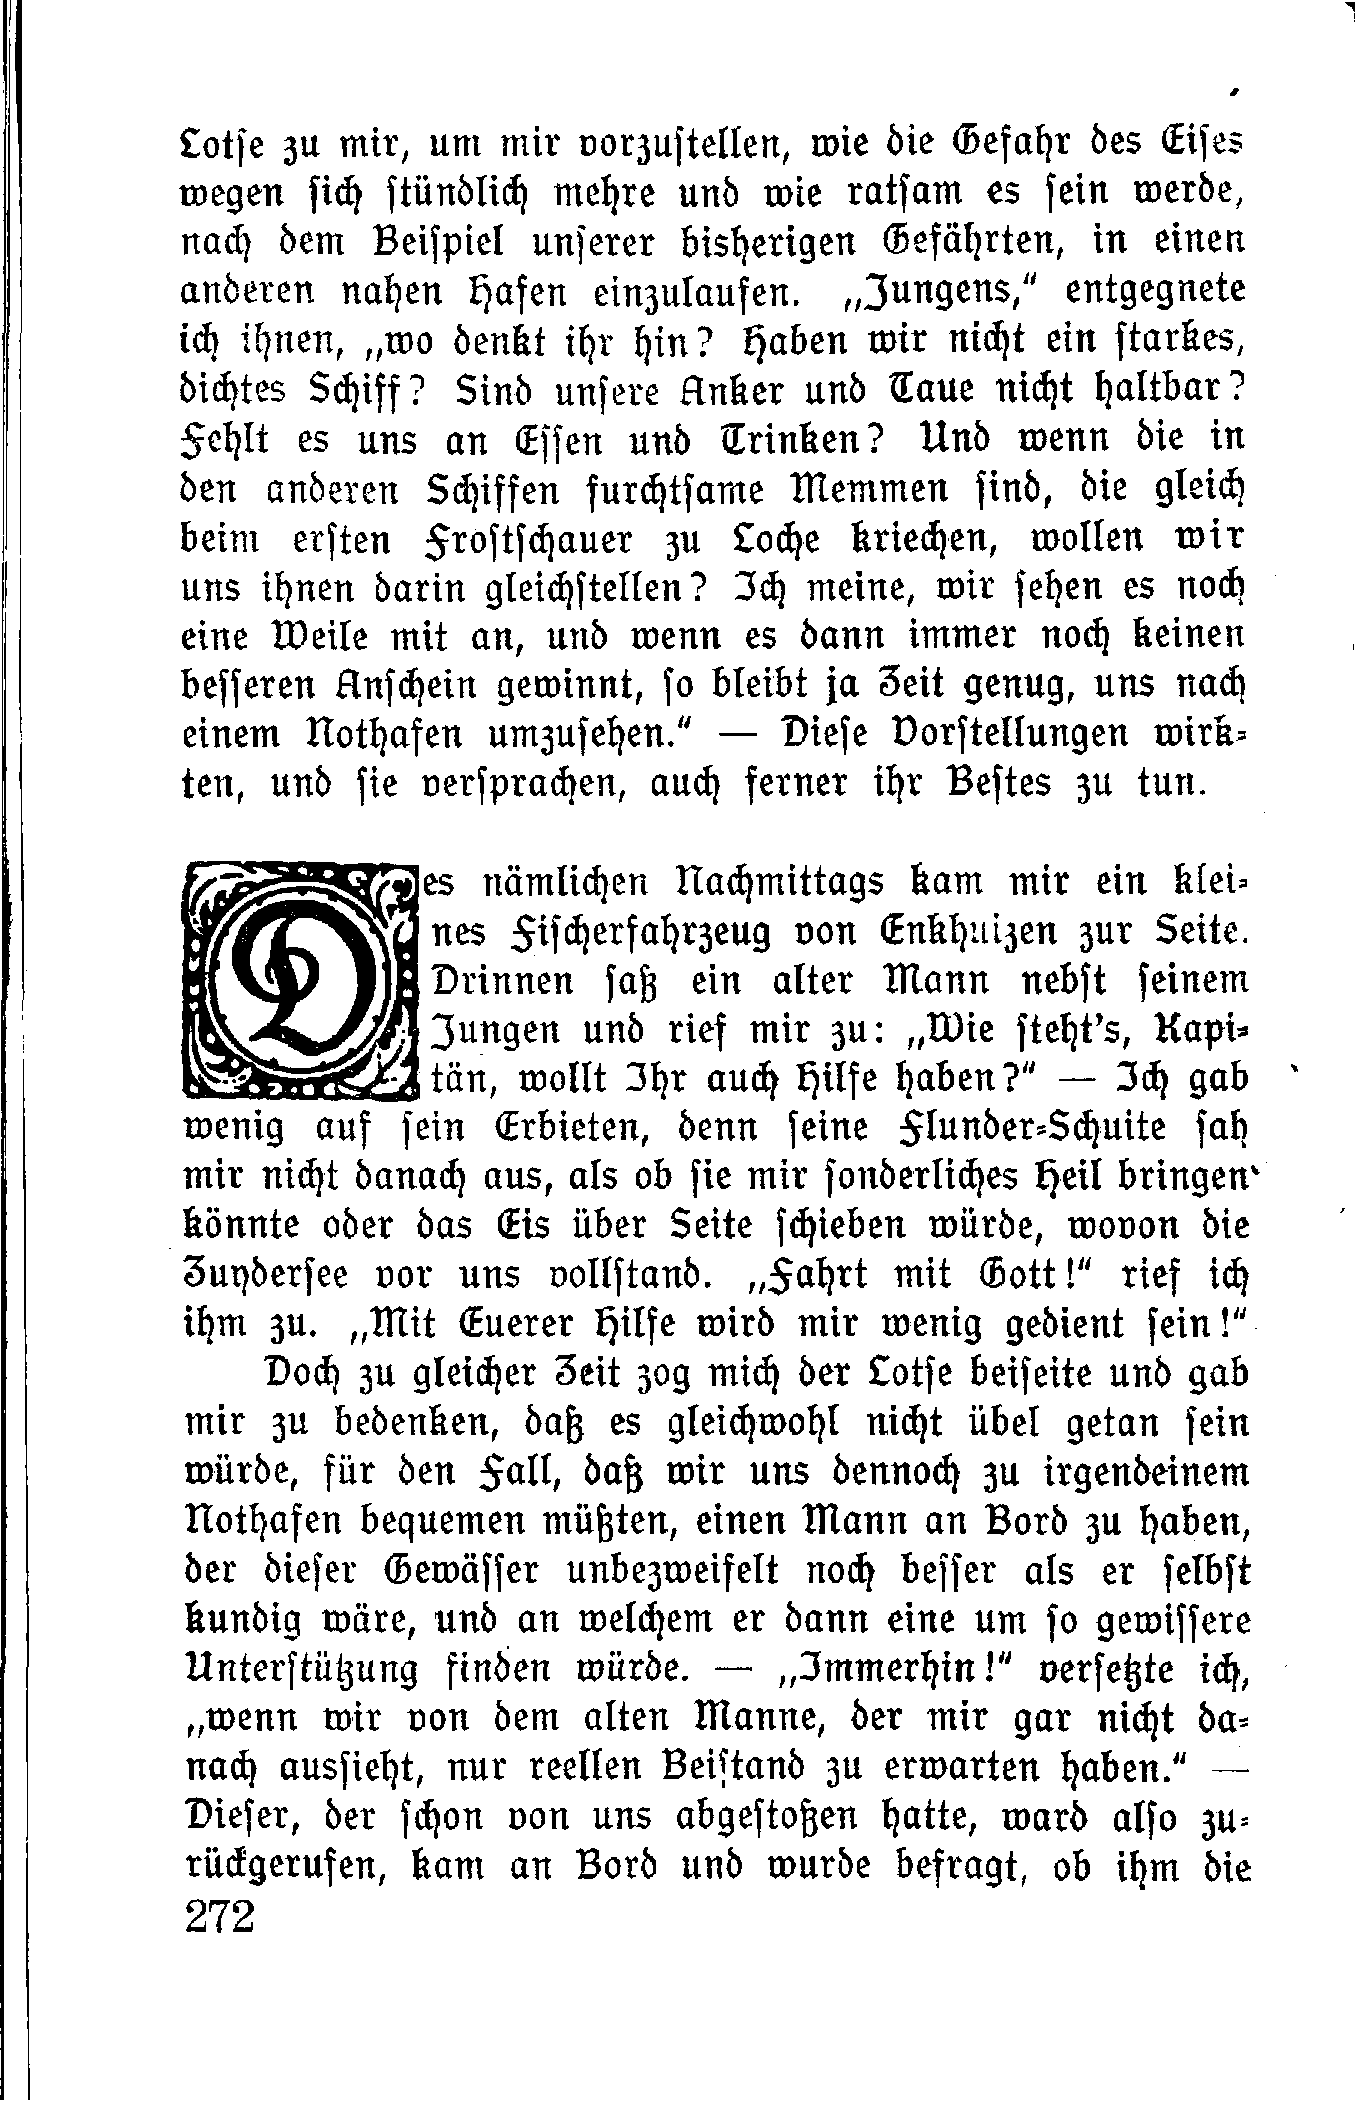 Lotse zu mir, um mir vorzustellen, wie die Gefahr des Eises
wegen sich stündlich mehre und wie ratsam es sein werde,
nach dem Beispiel unserer bisherigen Gefährten, in einen
anderen nahen Hafen einzulaufen. „Jungens,“ entgegnete
ich ihnen, „wo denkt ihr hin? Haben wir nicht ein starkes,
dichtes Schiff? Sind unsere Anker und Taue nicht haltbar?
Fehlt es uns an Essen und Trinken? Und wenn die in
den anderen Schiffen furchtsame Memmen sind, die gleich
beim ersten Frostschauer zu Loche kriechen, wollen wir
uns ihnen darin gleichstellen? Ich meine, wir sehen es noch
eine Weile mit an, und wenn es dann immer noch keinen
besseren Anschein gewinnt, so bleibt ja Zeit genug, uns nach
einem Nothafen umzusehen.“ — Diese Vorstellungen wirk-
ten, und sie versprachen, auch ferner ihr Bestes zu tun.
Des nämlichen Nachmittags kam mir ein klei-
nes Fischerfahrzeug von Enkhuizen zur Seite.
Drinnen saß ein alter Mann nebst seinem
Jungen und rief mir zu: „Wie steht's, Kapi-
tän, wollt Ihr auch Hilfe haben?“ — Ich gab
wenig auf sein Erbieten, denn seine Flunder-Schuite sah
mir nicht danach aus, als ob sie mir sonderliches Heil bringen
könnte oder das Eis über Seite schieben würde, wovon die
Zuydersee vor uns vollstand. „Fahrt mit Gott!“ rief ich
ihm zu. „Mit Euerer Hilfe wird mir wenig gedient sein!“
Doch zu gleicher Zeit zog mich der Lotse beiseite und gab
mir zu bedenken, daß es gleichwohl nicht übel getan sein
würde, für den Fall, daß wir uns dennoch zu irgendeinem
Nothafen bequemen müßten, einen Mann an Bord zu haben,
der dieser Gewässer unbezweifelt noch besser als er selbst
kundig wäre, und an welchem er dann eine um so gewissere
Unterstützung finden würde. — „Immerhin!“ versetzte ich,
„wenn wir von dem alten Manne, der mir gar nicht da-
nach aussieht, nur reellen Beistand zu erwarten haben.“ —
Dieser, der schon von uns abgestoßen hatte, ward also zu-
rückgerufen, kam an Bord und wurde befragt, ob ihm die
272